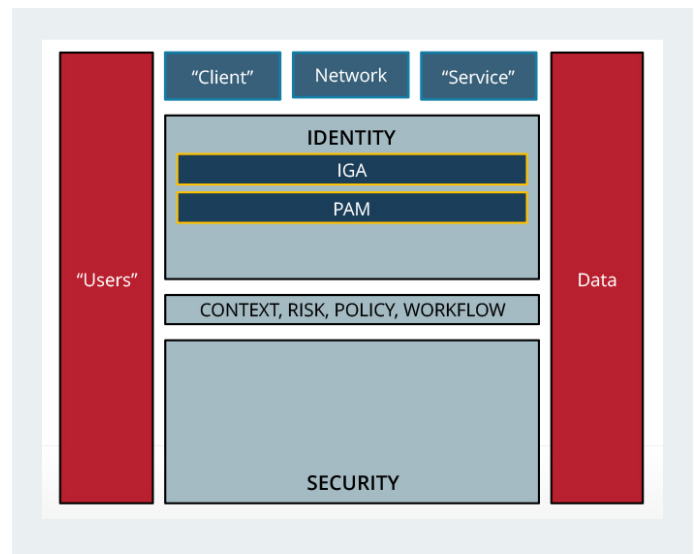 “Client”
Network
“Service”
IDENTITY
IGA
PAM
“Users”
Data
CONTEXT, RISK, POLICY, WORKFLOW
SECURITY